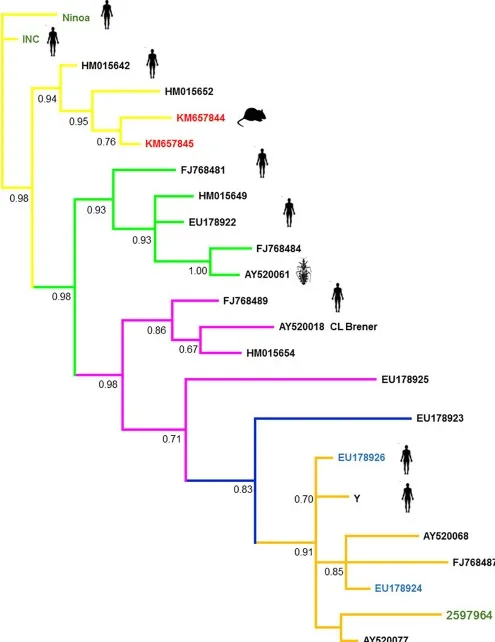 Ninoa
INC
HM015642
0.94
HM015652
0.95
KM657844
0.76
KM657845
FJ768481
0.98
HM015649
0.93
EU178922
0.93
FJ768484
1.00
AY520061
0.98
FJ768489
0.86
AY520018 CL Brener
0.67
HM015654
0.98
EU178925
EU178923
0.71
EU178926
0.83
0.70
Y
AY520068
0.91
FJ768487
0.85
EU178924
2597964
AY520077